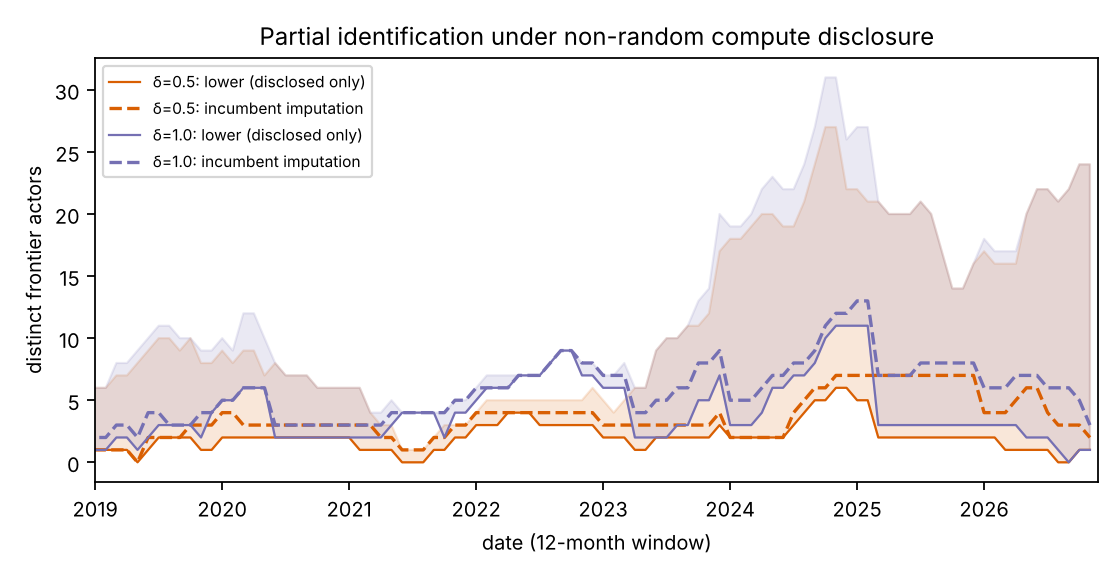 Partial identification under non-random compute disclosure
distinct frontier actors
30
25
20
15
10
5
0
δ=0.5: lower (disclosed only)
δ=0.5: incumbent imputation
δ=1.0: lower (disclosed only)
δ=1.0: incumbent imputation
2019 2020 2021 2022 2023 2024 2025 2026
date (12-month window)